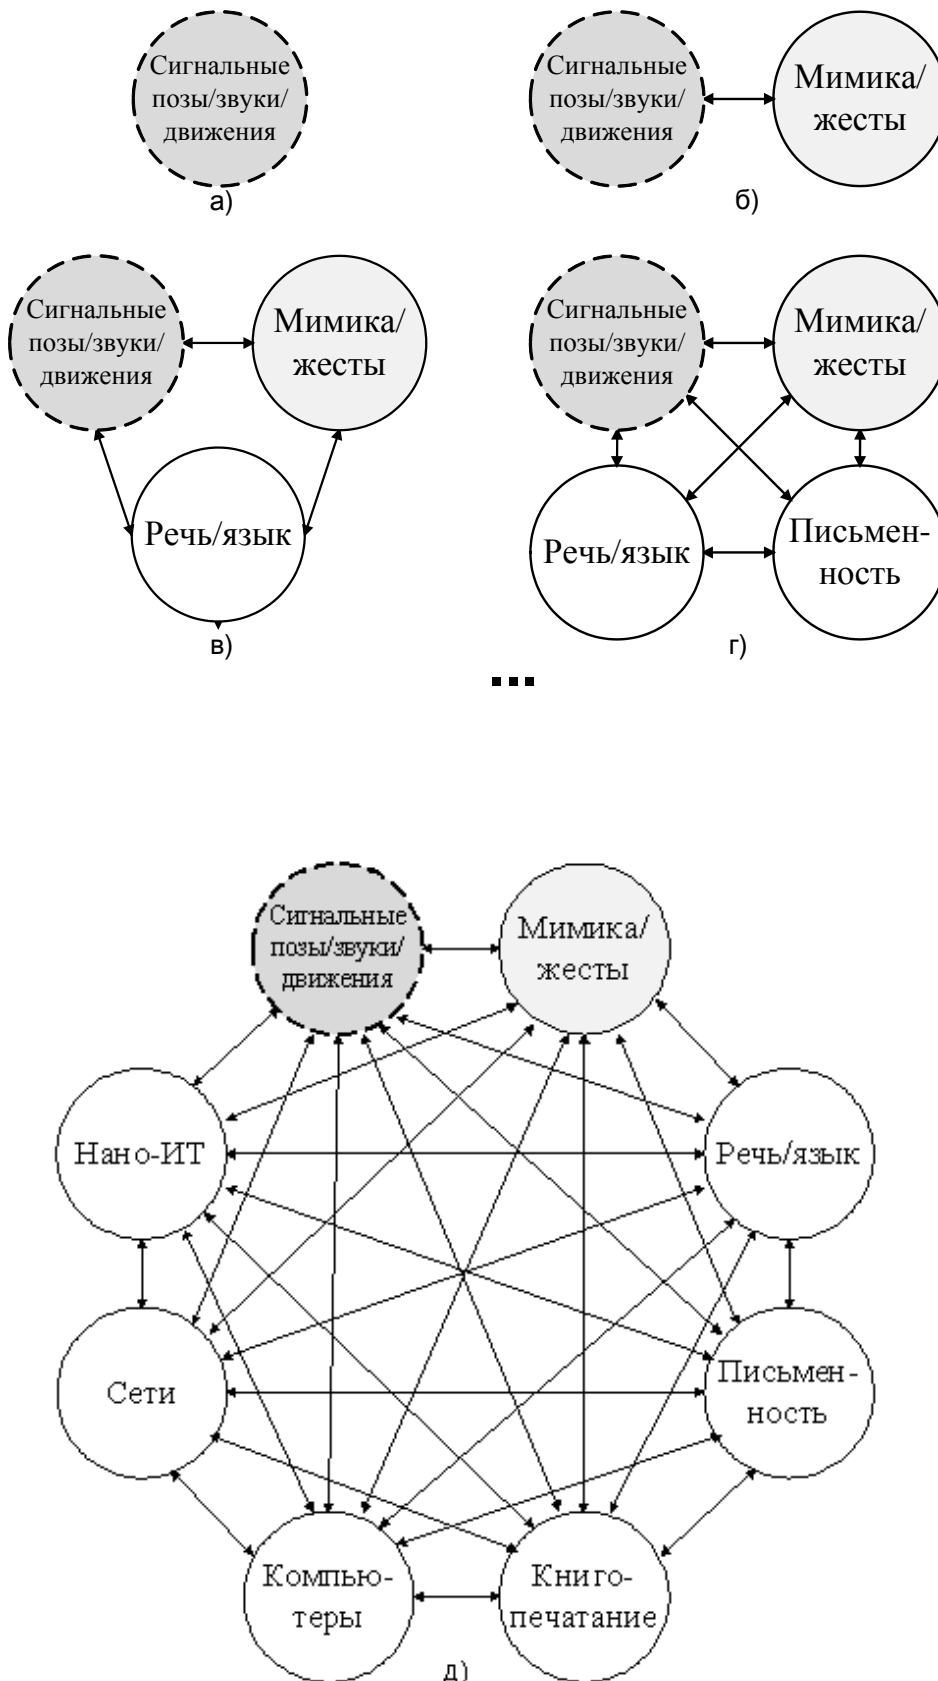 Сигнальные
позы/звуки/
движения
а)
Сигнальные
позы/звуки/
движения
Мимика/
жесты
б)
Сигнальные
позы/звуки/
движения
Мимика/
жесты
Речь/язык
в)
Сигнальные
позы/звуки/
движения
Мимика/
жесты
Речь/язык
Письмен-
ность
г)
...
Сигнальные
позы/звуки/
движения
Мимика/
жесты
Нано-ИТ
Речь/язык
Сети
Письмен-
ность
Компью-
теры
Книго-
печатание
д)